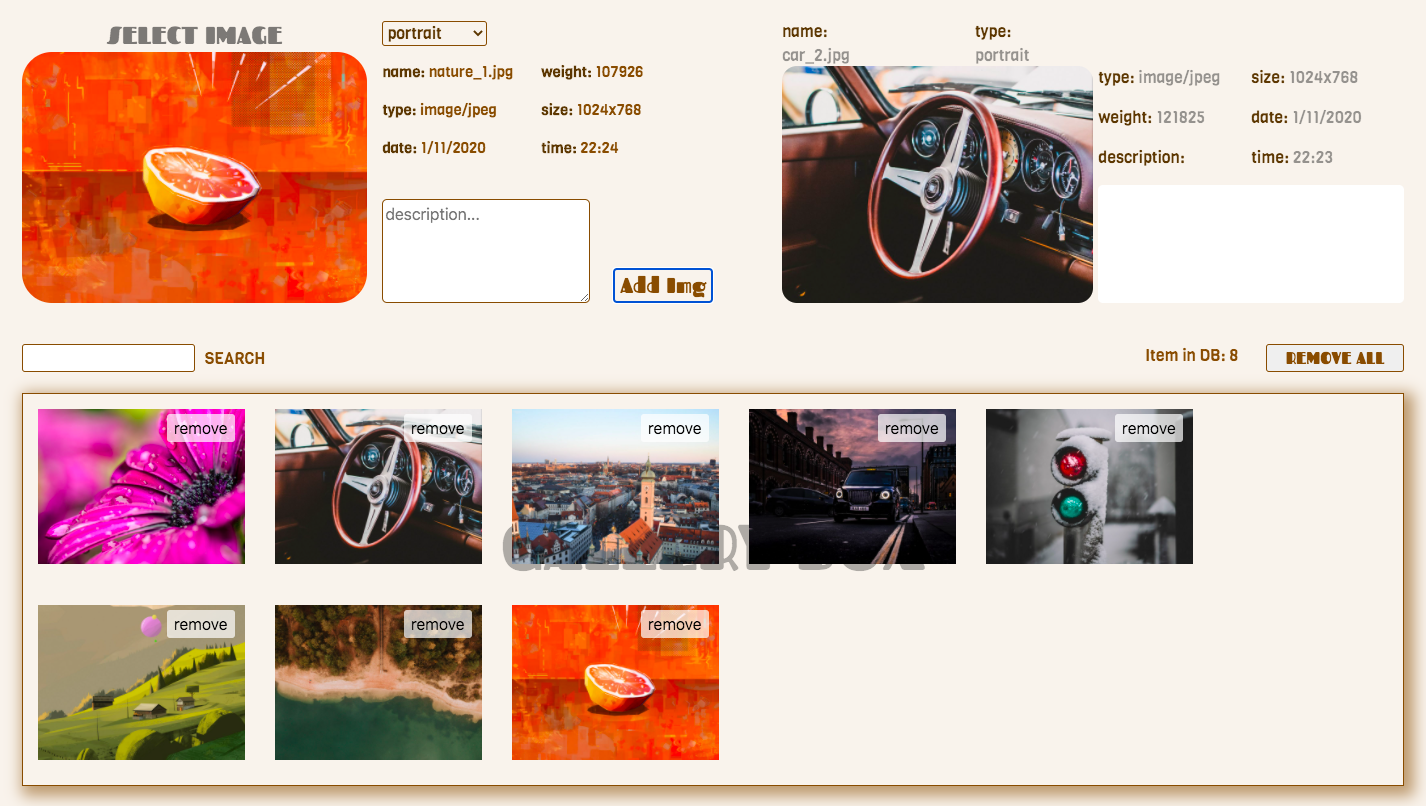 SELECT IMAGE
portrait
name: nature_1.jpg weight: 107926
type: image/jpeg size: 1024x768
date: 1/11/2020 time: 22:24
description...
Add Img
name: type:
car_2.jpg portrait
type: image/jpeg size: 1024x768
weight: 121825 date: 1/11/2020
description: time: 22:23
SEARCH
Item in DB: 8
REMOVE ALL
remove remove remove remove remove
GALLERY BOX
remove remove remove